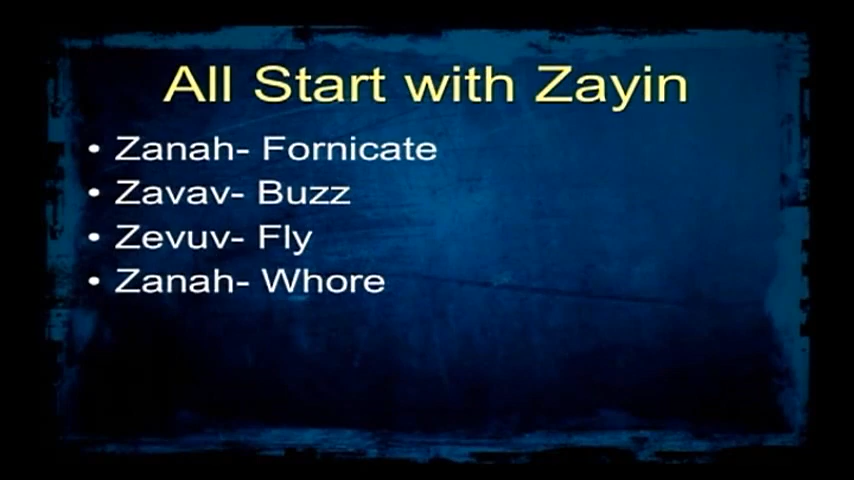 All Start with Zayin
• Zanah- Fornicate
• Zavav- Buzz
• Zevuv- Fly
• Zanah- Whore